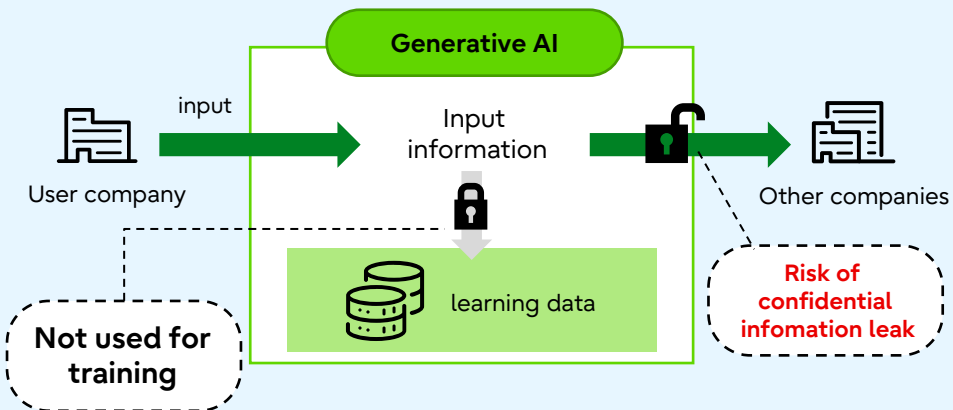 Generative AI
input
Input
information
User company
Other companies
learning data
Not used for
training
Risk of
confidential
infomation leak